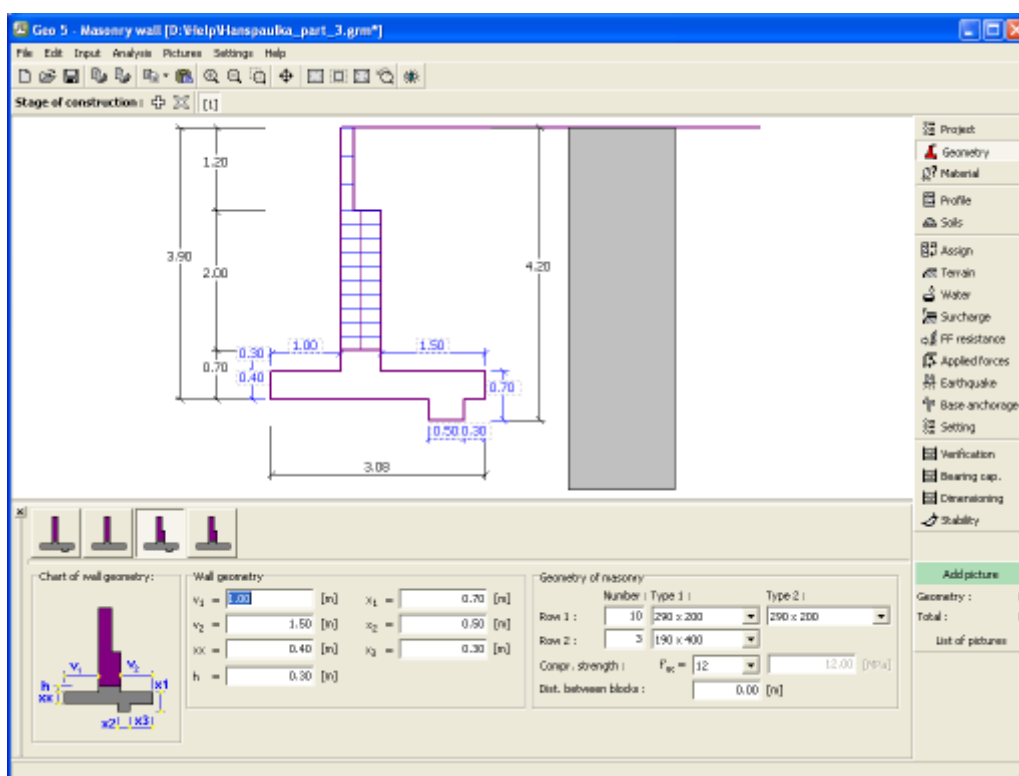 Geo 5 - Masonry wall [D:\Help\Hanspaulka_part_3.grm*]
File Edit Input Analysis Pictures Settings Help
Stage of construction : [1]
1.20
3.90
2.00
4.20
0.30 1.00 1.50
0.70
0.40 0.70
0.50 0.30
3.08
Project
Geometry
Material
Profile
Soils
Assign
Terrain
Water
Surcharge
FF resistance
Applied forces
Earthquake
Base anchorage
Setting
Verification
Bearing cap.
Dimensioning
Stability
Add picture
Geometry :
Total :
List of pictures
Chart of wall geometry:
v1 v2
h
xx
x1
x2 x3
Wall geometry
v1 = 1.00 [m] x1 = 0.70 [m]
v2 = 1.50 [m] x2 = 0.50 [m]
xx = 0.40 [m] x3 = 0.30 [m]
h = 0.30 [m]
Geometry of masonry
Number : Type 1 : Type 2 :
Row 1 : 10 290 x 200 290 x 200
Row 2 : 3 190 x 400
Compr. strength : = 12 12.00 [MPa]
Dist. between blocks : 0.00 [m]